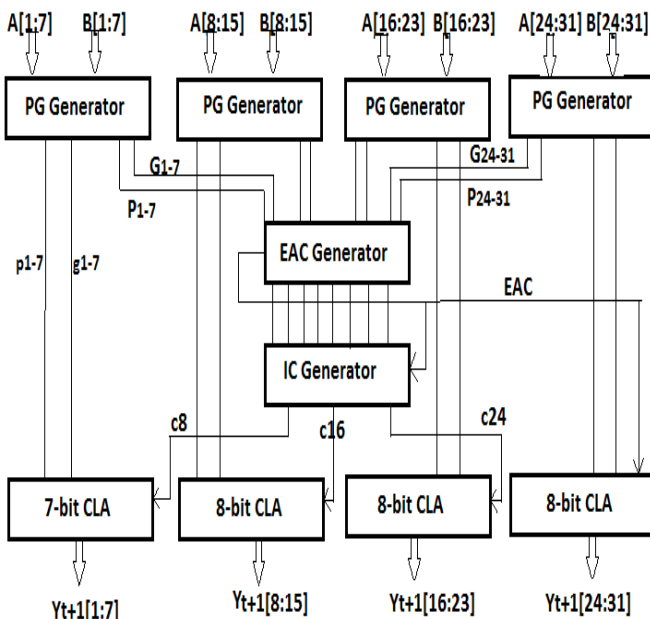 A[1:7] B[1:7] A[8:15] B[8:15] A[16:23] B[16:23] A[24:31] B[24:31]
PG Generator PG Generator PG Generator PG Generator
G1-7 G24-31
P1-7 P24-31
EAC Generator
p1-7 g1-7
EAC
IC Generator
c8 c16 c24
7-bit CLA 8-bit CLA 8-bit CLA 8-bit CLA
Yt+1[1:7] Yt+1[8:15] Yt+1[16:23] Yt+1[24:31]